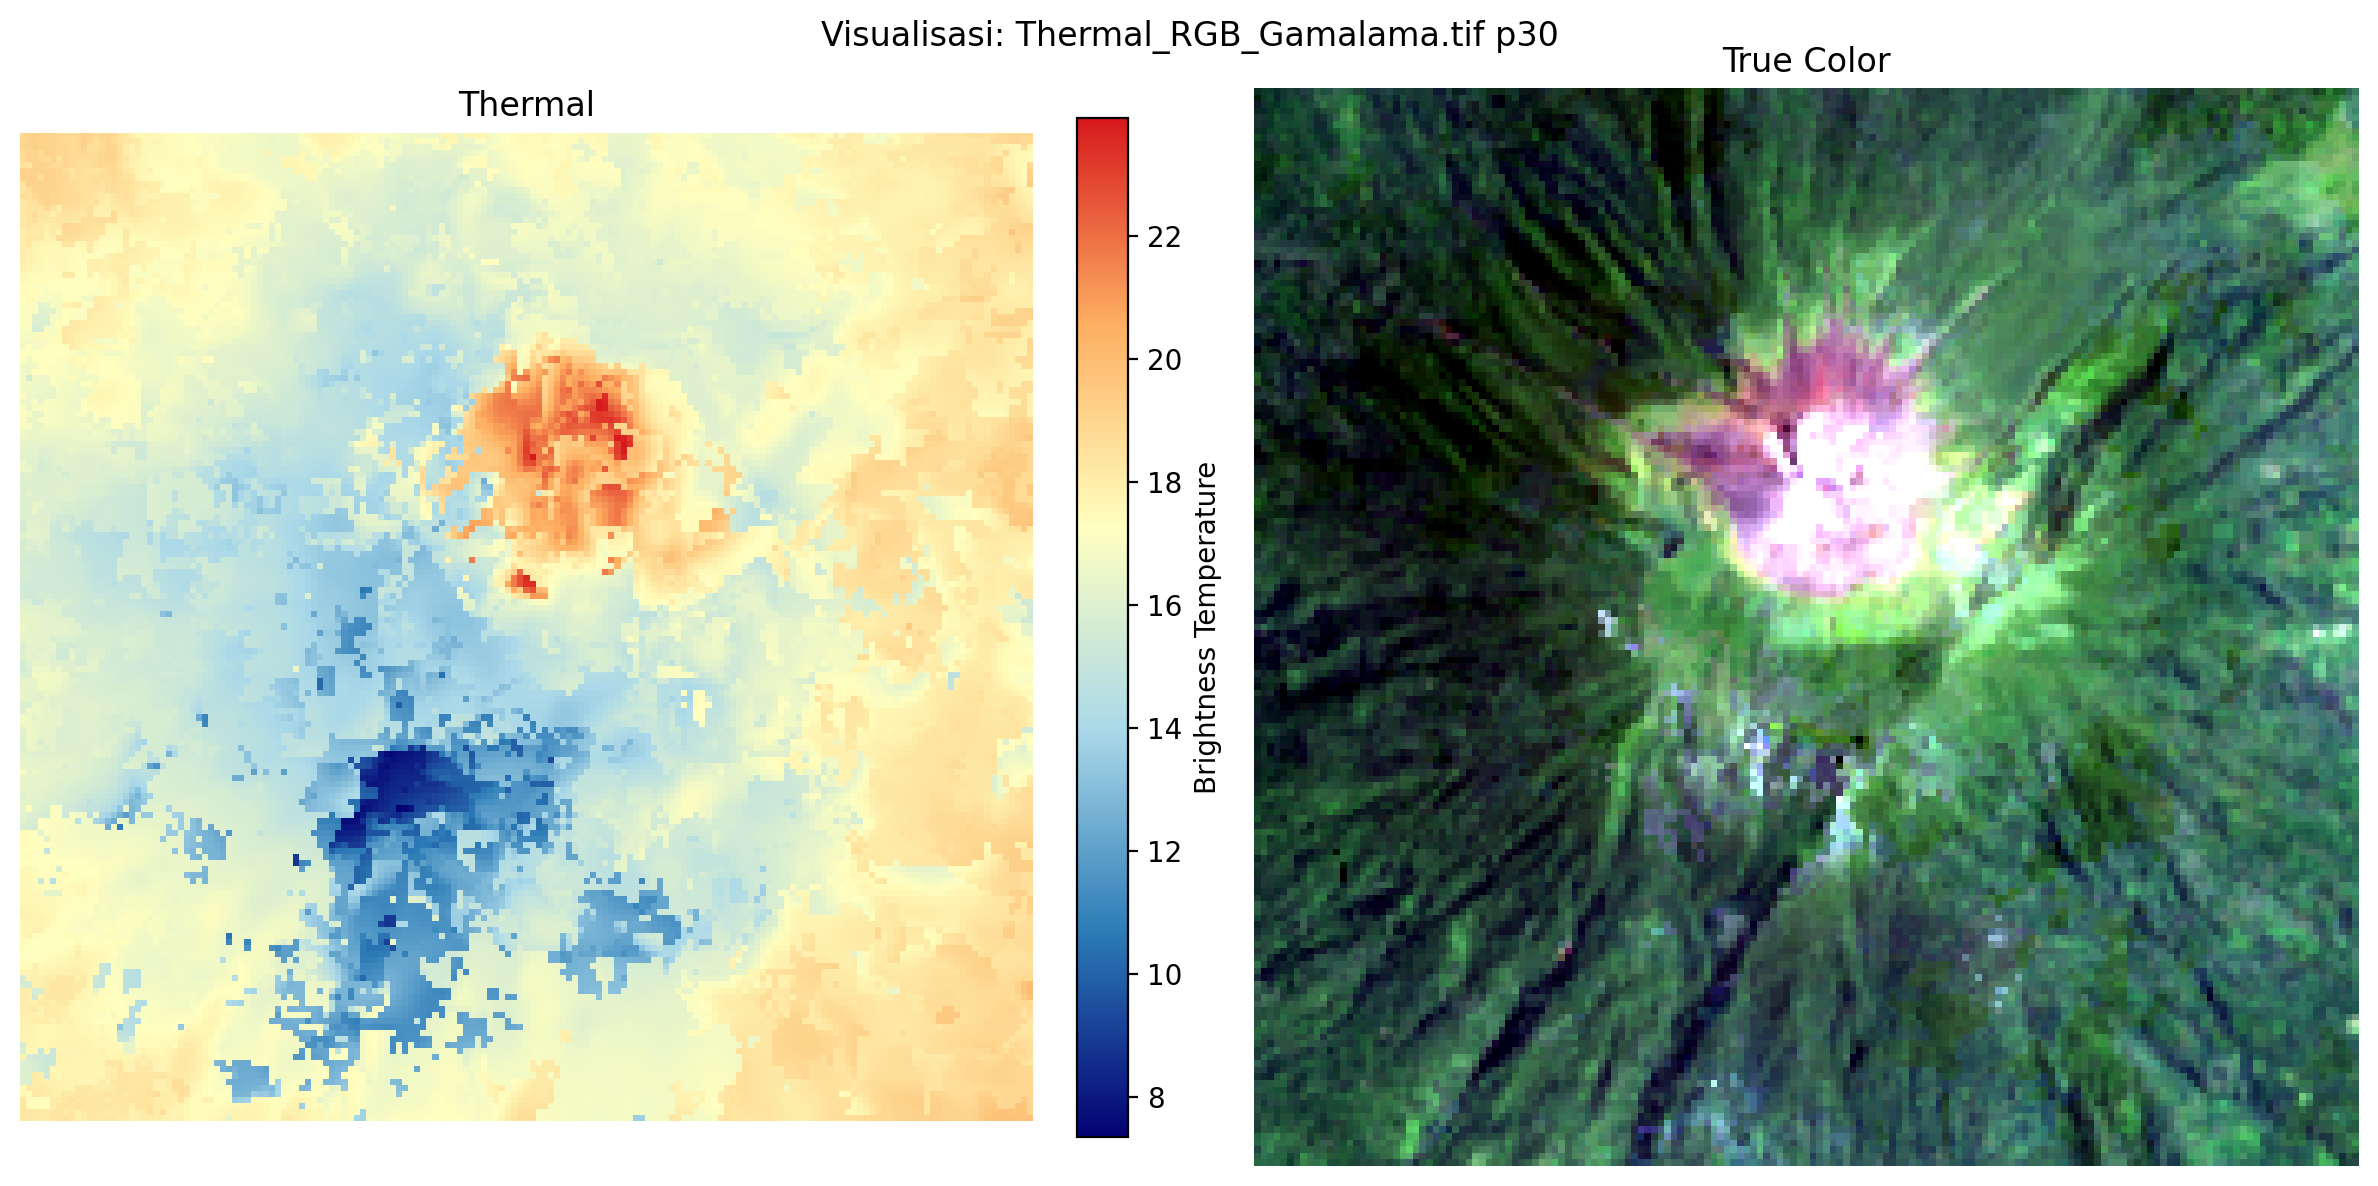 Visualisasi: Thermal_RGB_Gamalama.tif p30
Thermal
True Color
22
20
18
16
14
12
10
8
Brightness Temperature